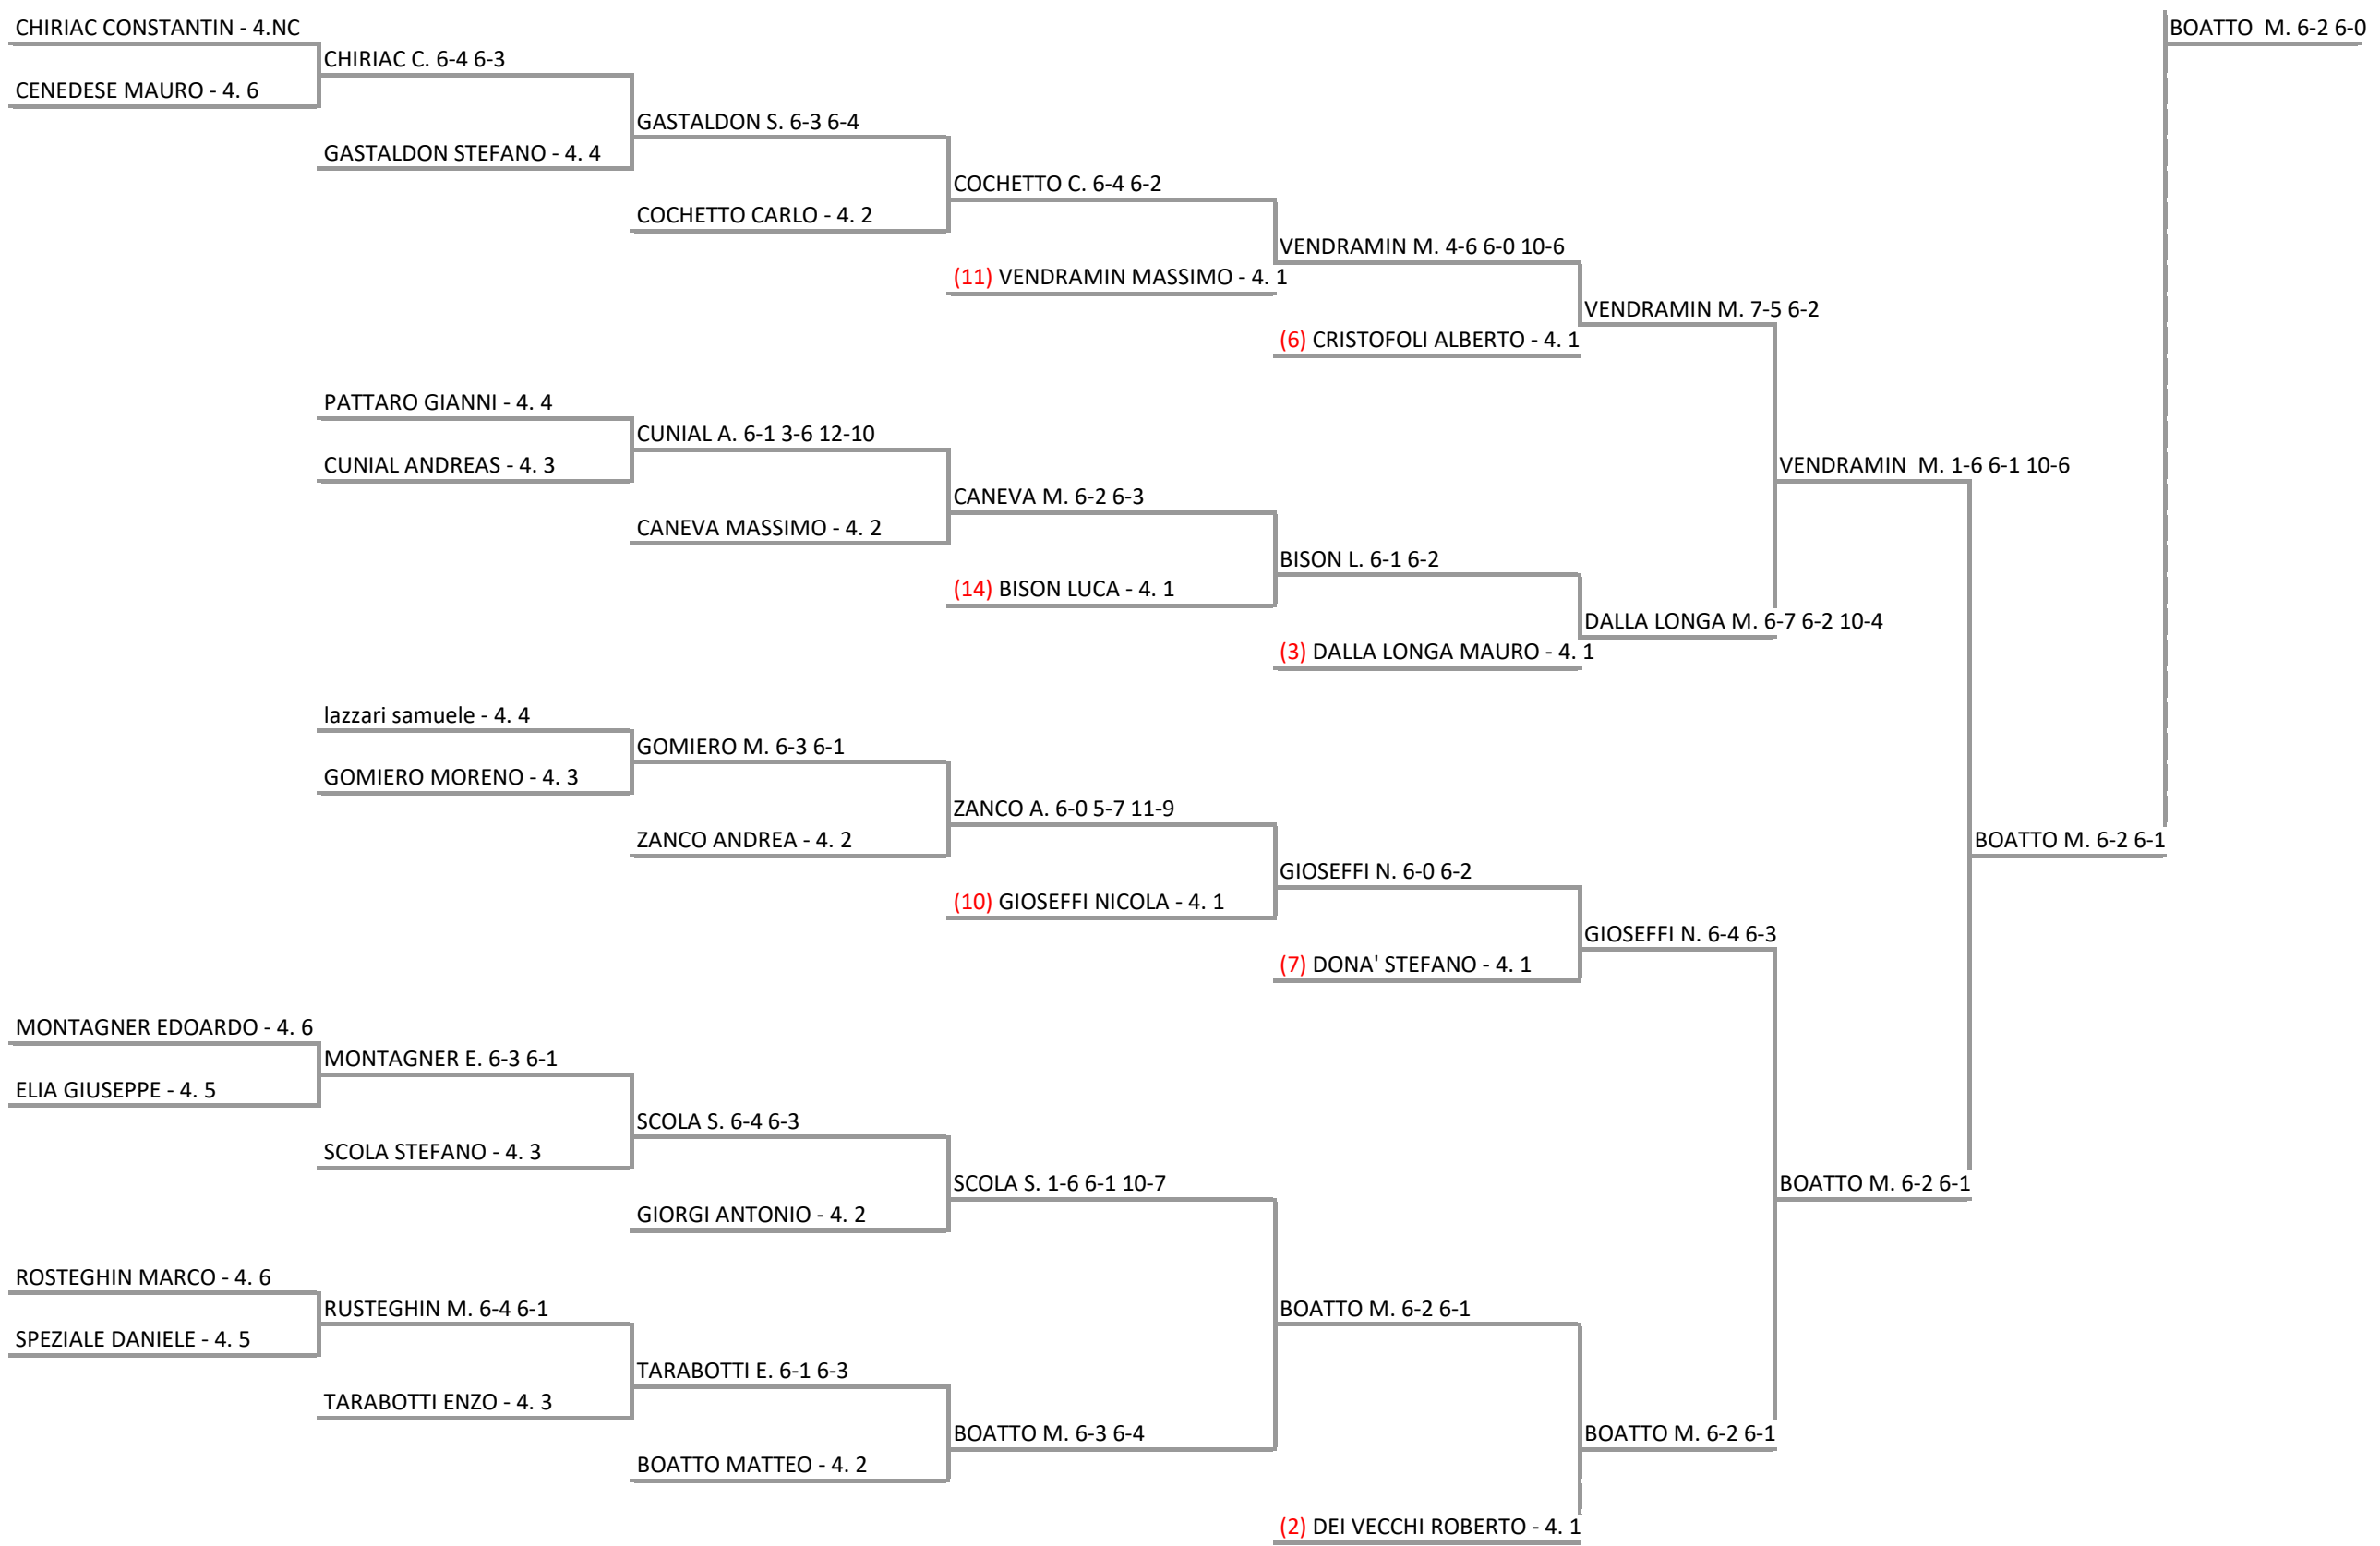 CHIRIAC CONSTANTIN - 4.NC
BOATTO  M. 6-2 6-0
CHIRIAC C. 6-4 6-3
CENEDESE MAURO - 4. 6
GASTALDON S. 6-3 6-4
GASTALDON STEFANO - 4. 4
COCHETTO C. 6-4 6-2
COCHETTO CARLO - 4. 2
VENDRAMIN M. 4-6 6-0 10-6
(11) VENDRAMIN MASSIMO - 4. 1
VENDRAMIN M. 7-5 6-2
(6) CRISTOFOLI ALBERTO - 4. 1
PATTARO GIANNI - 4. 4
CUNIAL A. 6-1 3-6 12-10
CUNIAL ANDREAS - 4. 3
VENDRAMIN  M. 1-6 6-1 10-6
CANEVA M. 6-2 6-3
CANEVA MASSIMO - 4. 2
BISON L. 6-1 6-2
(14) BISON LUCA - 4. 1
DALLA LONGA M. 6-7 6-2 10-4
(3) DALLA LONGA MAURO - 4. 1
lazzari samuele - 4. 4
GOMIERO M. 6-3 6-1
GOMIERO MORENO - 4. 3
ZANCO A. 6-0 5-7 11-9
ZANCO ANDREA - 4. 2
BOATTO M. 6-2 6-1
GIOSEFFI N. 6-0 6-2
(10) GIOSEFFI NICOLA - 4. 1
GIOSEFFI N. 6-4 6-3
(7) DONA' STEFANO - 4. 1
MONTAGNER EDOARDO - 4. 6
MONTAGNER E. 6-3 6-1
ELIA GIUSEPPE - 4. 5
SCOLA S. 6-4 6-3
SCOLA STEFANO - 4. 3
SCOLA S. 1-6 6-1 10-7
BOATTO M. 6-2 6-1
GIORGI ANTONIO - 4. 2
ROSTEGHIN MARCO - 4. 6
RUSTEGHIN M. 6-4 6-1
BOATTO M. 6-2 6-1
SPEZIALE DANIELE - 4. 5
TARABOTTI E. 6-1 6-3
TARABOTTI ENZO - 4. 3
BOATTO M. 6-3 6-4
BOATTO M. 6-2 6-1
BOATTO MATTEO - 4. 2
(2) DEI VECCHI ROBERTO - 4. 1